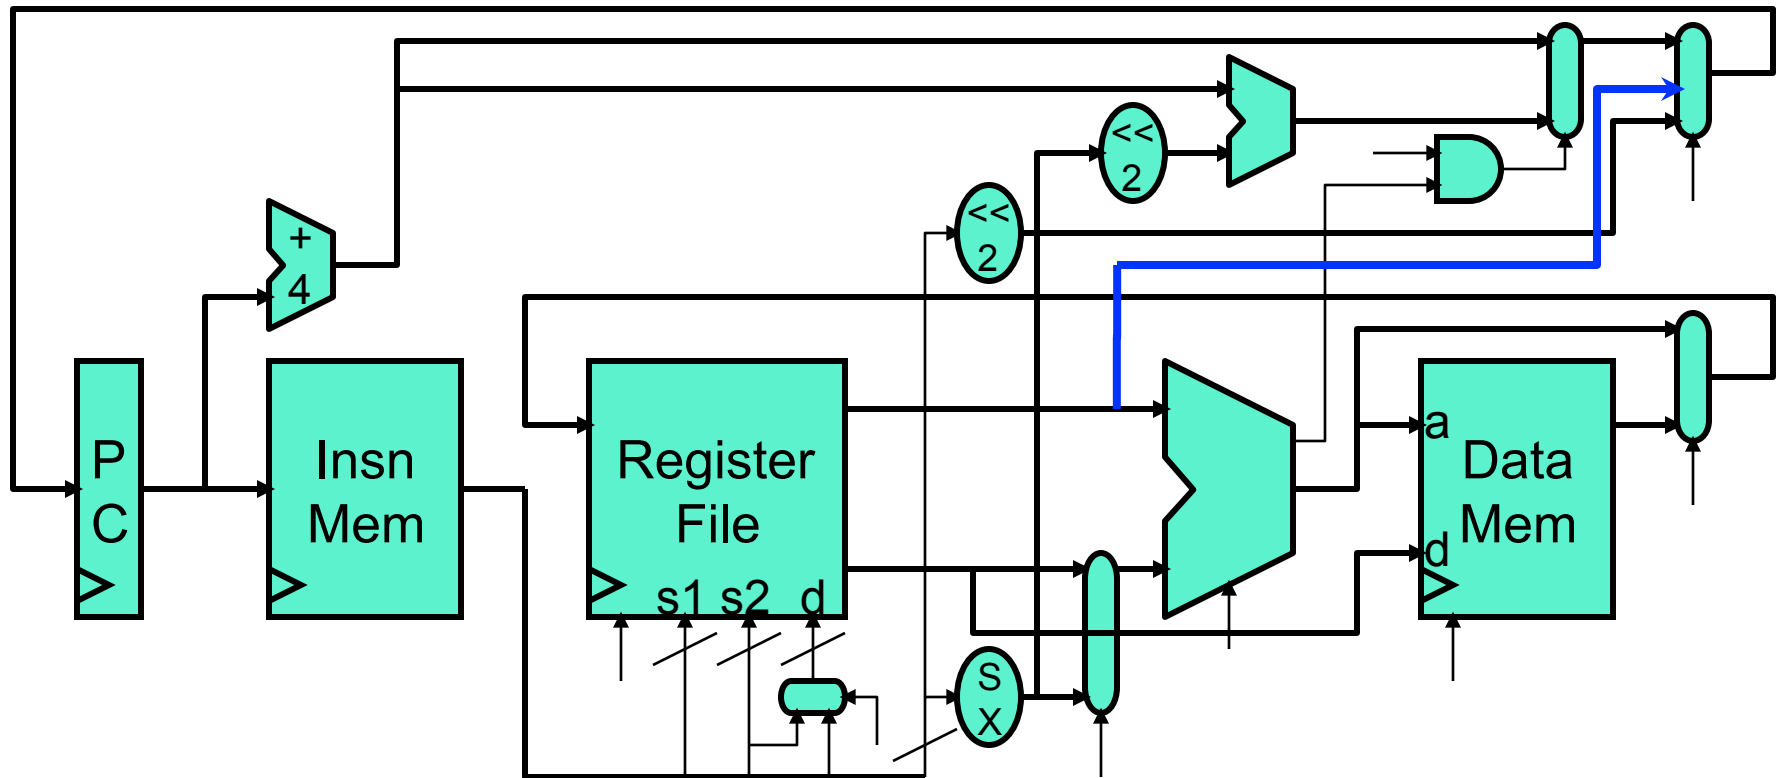 <<
2
<<
2
+
4
P
C
Insn
Mem
Register
File
s1 s2 d
a
Data
Mem
d
S
X